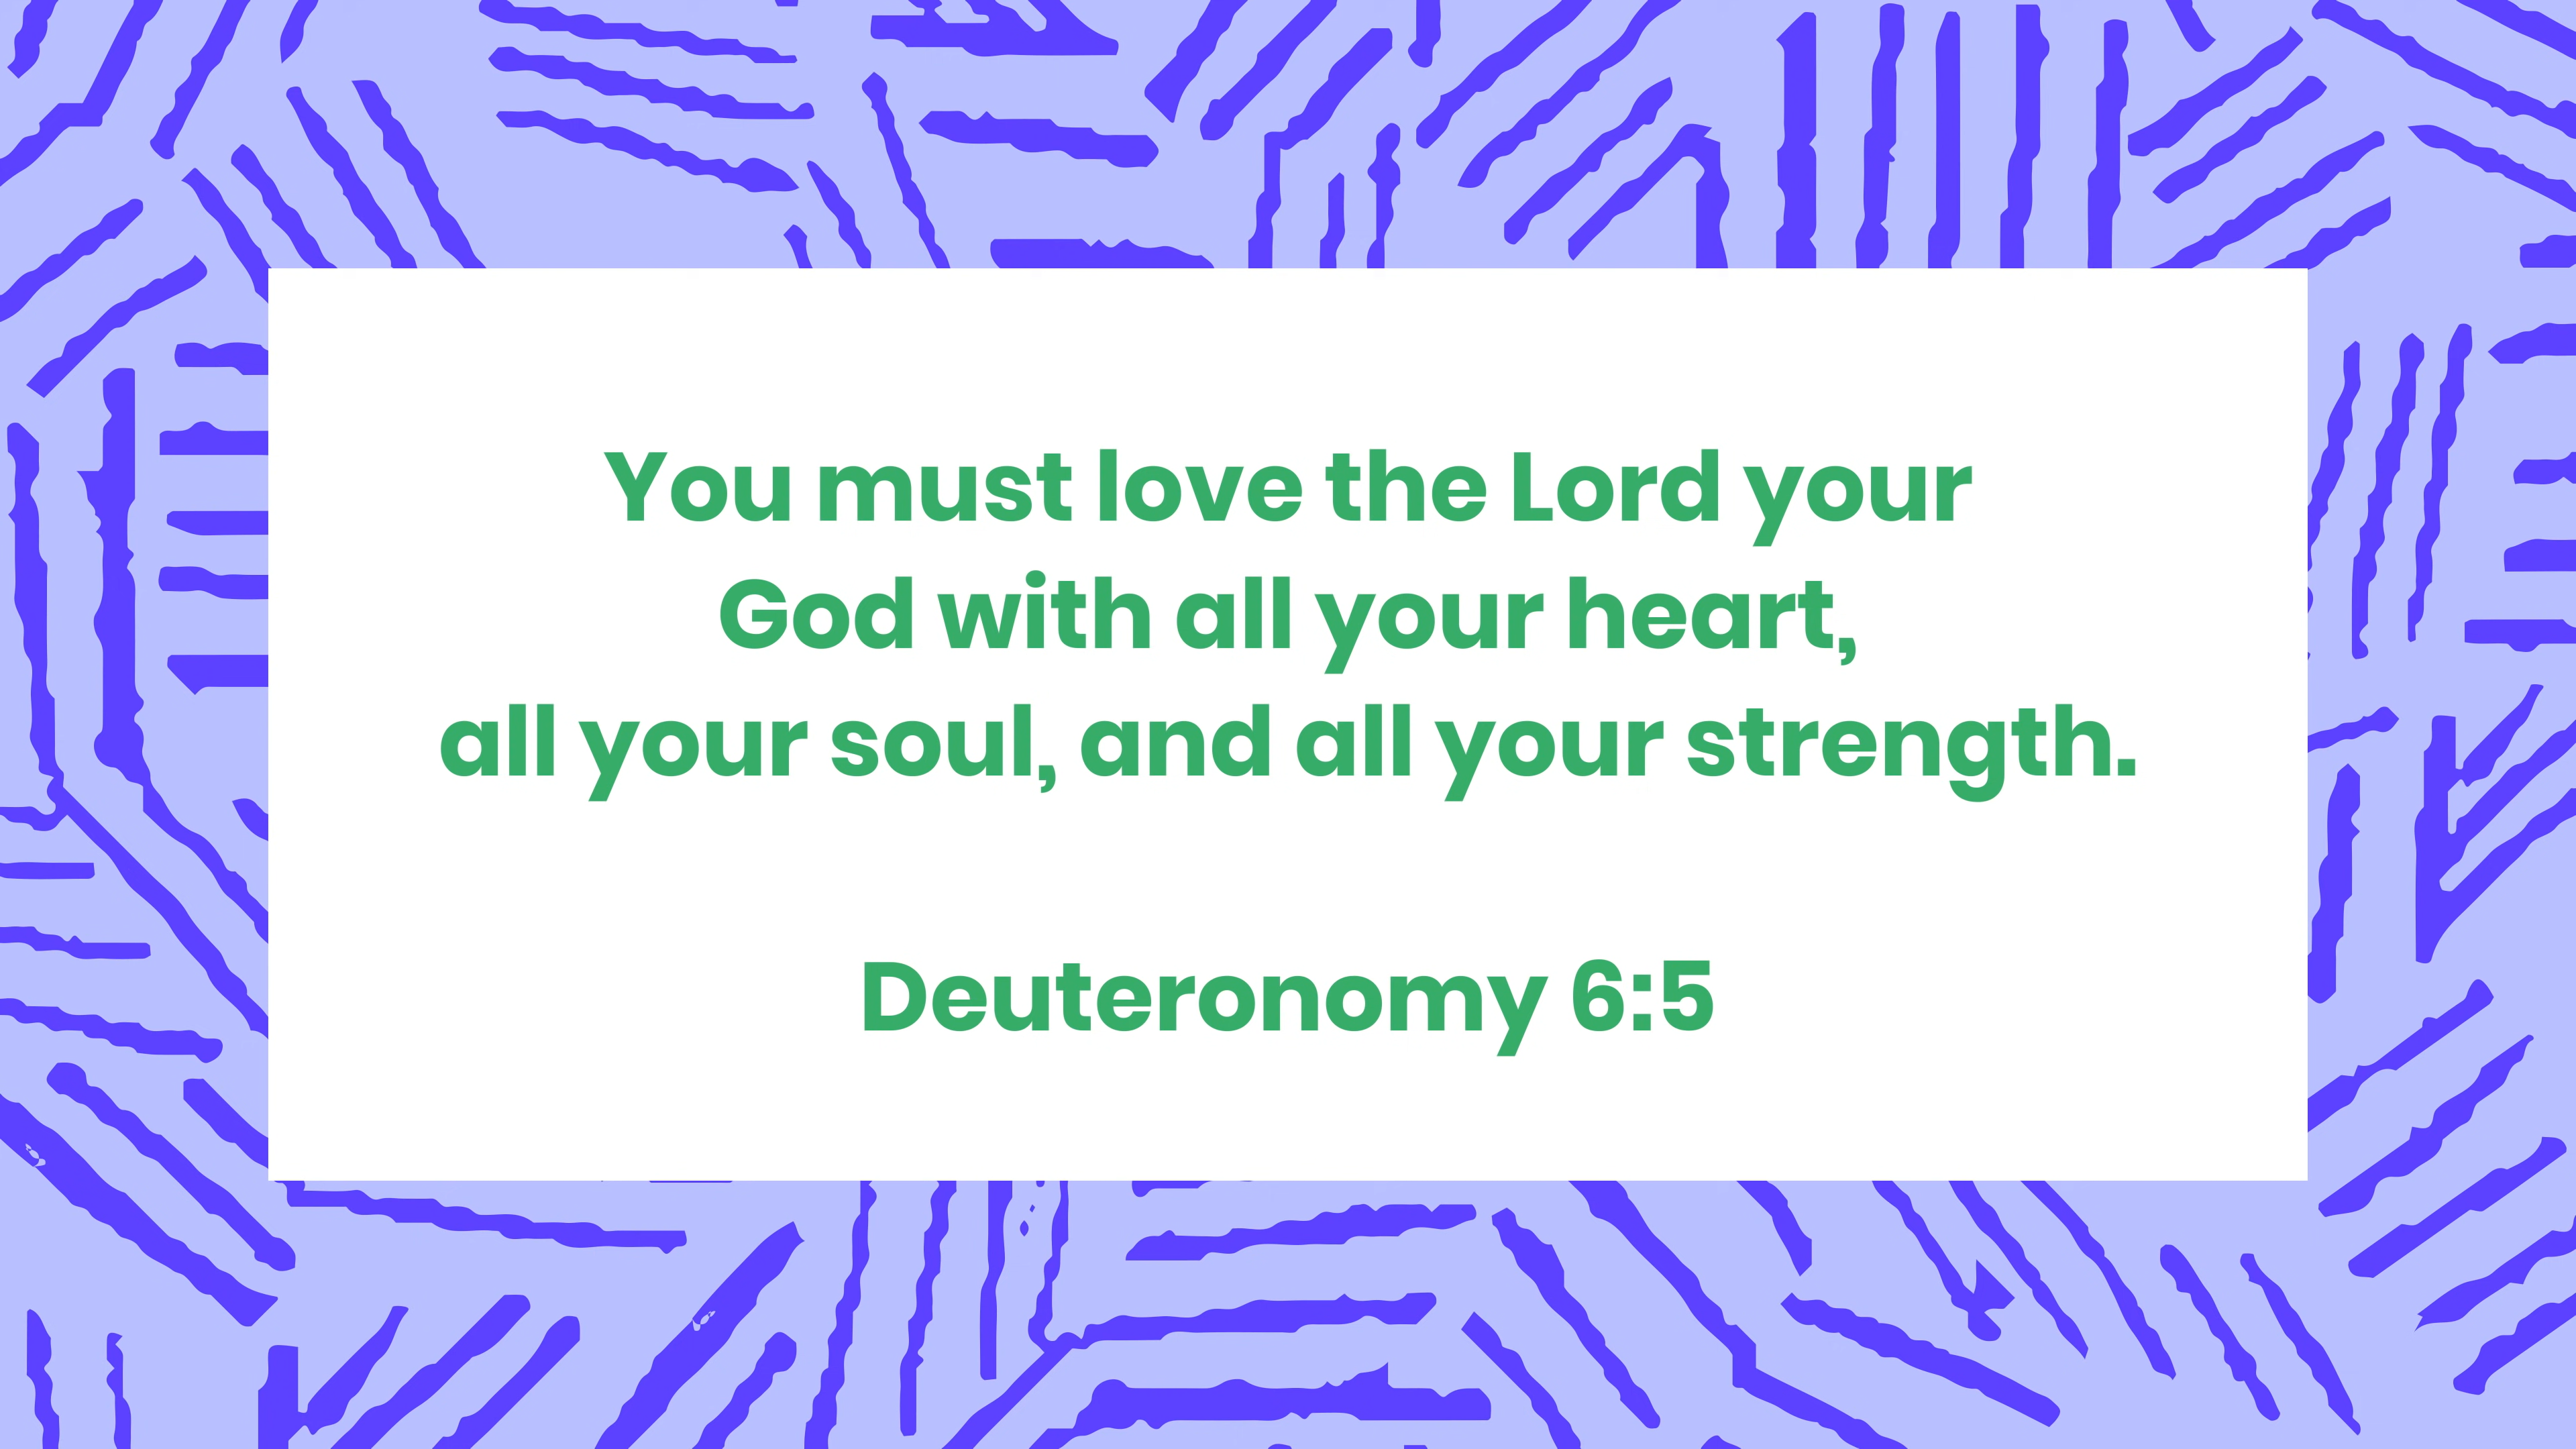 You must love the Lord your
God with all your heart,
all your soul, and all your strength.
Deuteronomy 6:5